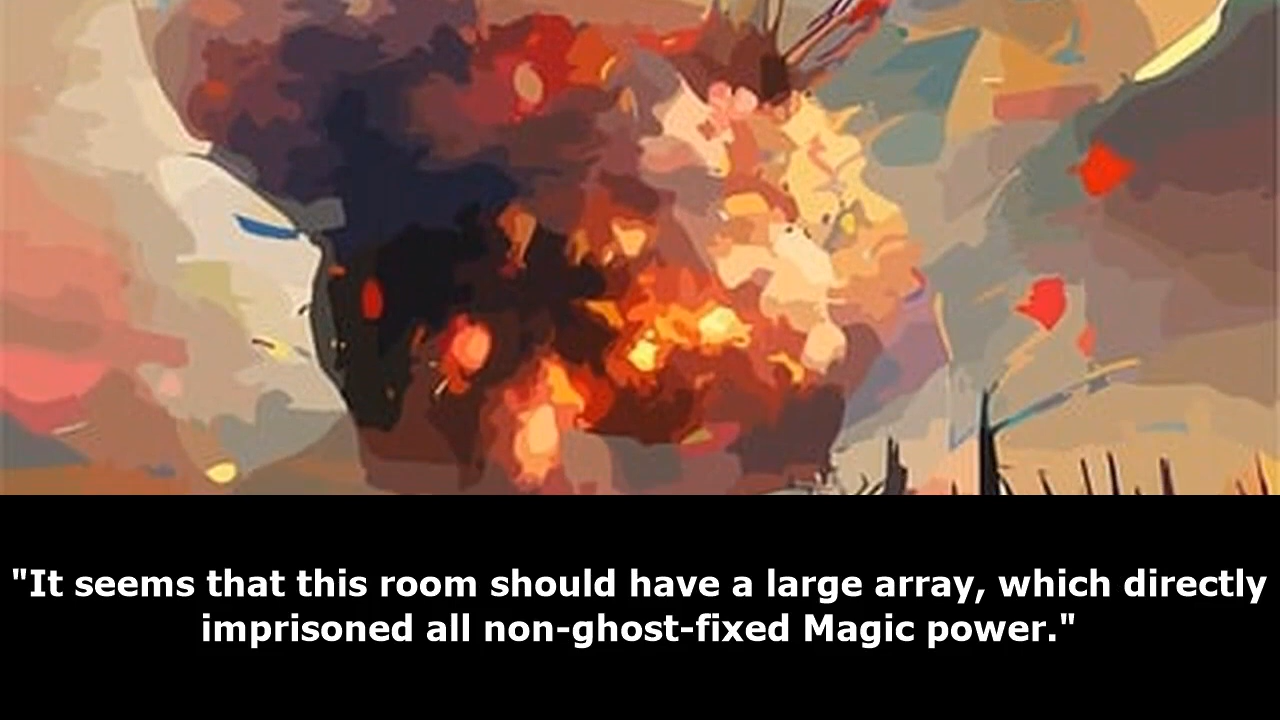 "It seems that this room should have a large array, which directly
imprisoned all non-ghost-fixed Magic power."